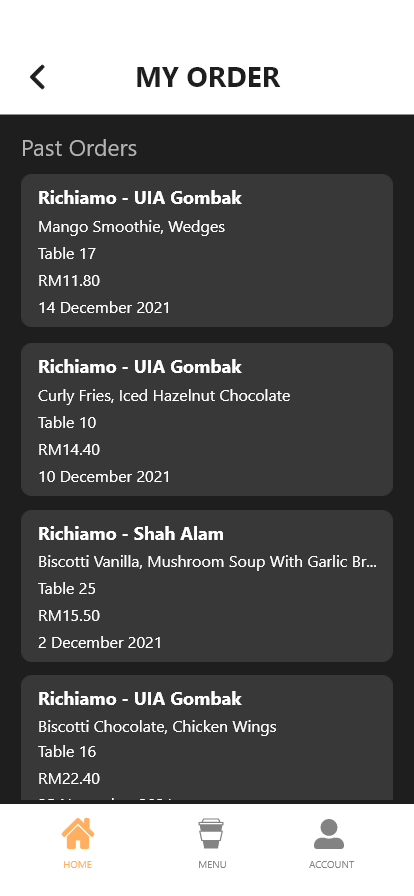 MY ORDER
Past Orders
Richiamo - UIA Gombak
Mango Smoothie, Wedges
Table 17
RM11.80
14 December 2021
Richiamo - UIA Gombak
Curly Fries, Iced Hazelnut Chocolate
Table 10
RM14.40
10 December 2021
Richiamo - Shah Alam
Biscotti Vanilla, Mushroom Soup With Garlic Br...
Table 25
RM15.50
2 December 2021
Richiamo - UIA Gombak
Biscotti Chocolate, Chicken Wings
Table 16
RM22.40
HOME
MENU
ACCOUNT